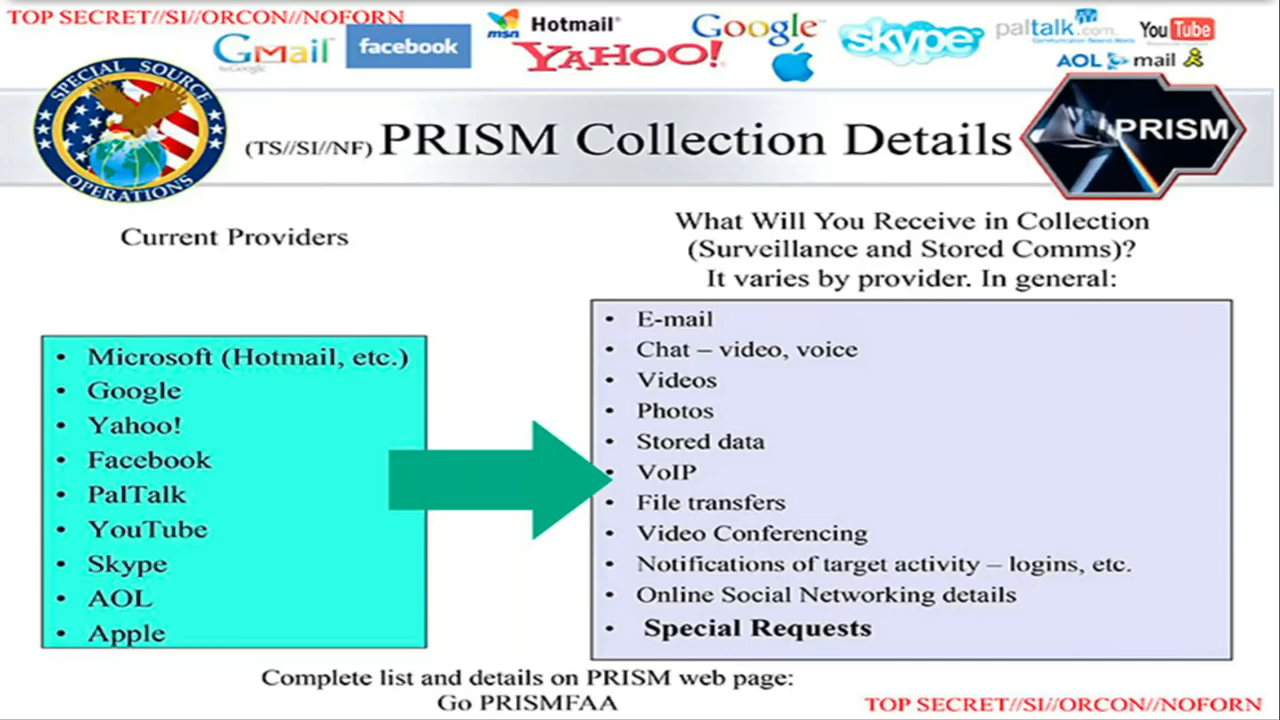 TOP SECRET//SI//ORCON//NOFORN
msn Hotmail
Google
paltalk.com
YouTube
Gmail
by Google
facebook
YAHOO!
skype
AOL mail
SPECIAL SOURCE OPERATIONS
(TS//SI//NF) PRISM Collection Details
PRISM
Current Providers
What Will You Receive in Collection
(Surveillance and Stored Comms)?
It varies by provider. In general:
• Microsoft (Hotmail, etc.)
• Google
• Yahoo!
• Facebook
• PalTalk
• YouTube
• Skype
• AOL
• Apple
• E-mail
• Chat – video, voice
• Videos
• Photos
• Stored data
• VoIP
• File transfers
• Video Conferencing
• Notifications of target activity – logins, etc.
• Online Social Networking details
• Special Requests
Complete list and details on PRISM web page:
Go PRISMFAA
TOP SECRET//SI//ORCON//NOFORN